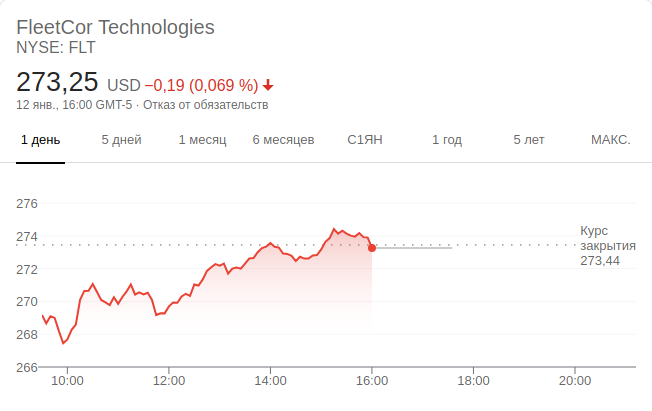 FleetCor Technologies
NYSE: FLT
273,25 USD −0,19 (0,069 %)
12 янв., 16:00 GMT-5 · Отказ от обязательств
1 день 5 дней 1 месяц 6 месяцев С1ЯН 1 год 5 лет МАКС.
276
274
272
270
268
266
Курс
закрытия
273,44
10:00 12:00 14:00 16:00 18:00 20:00